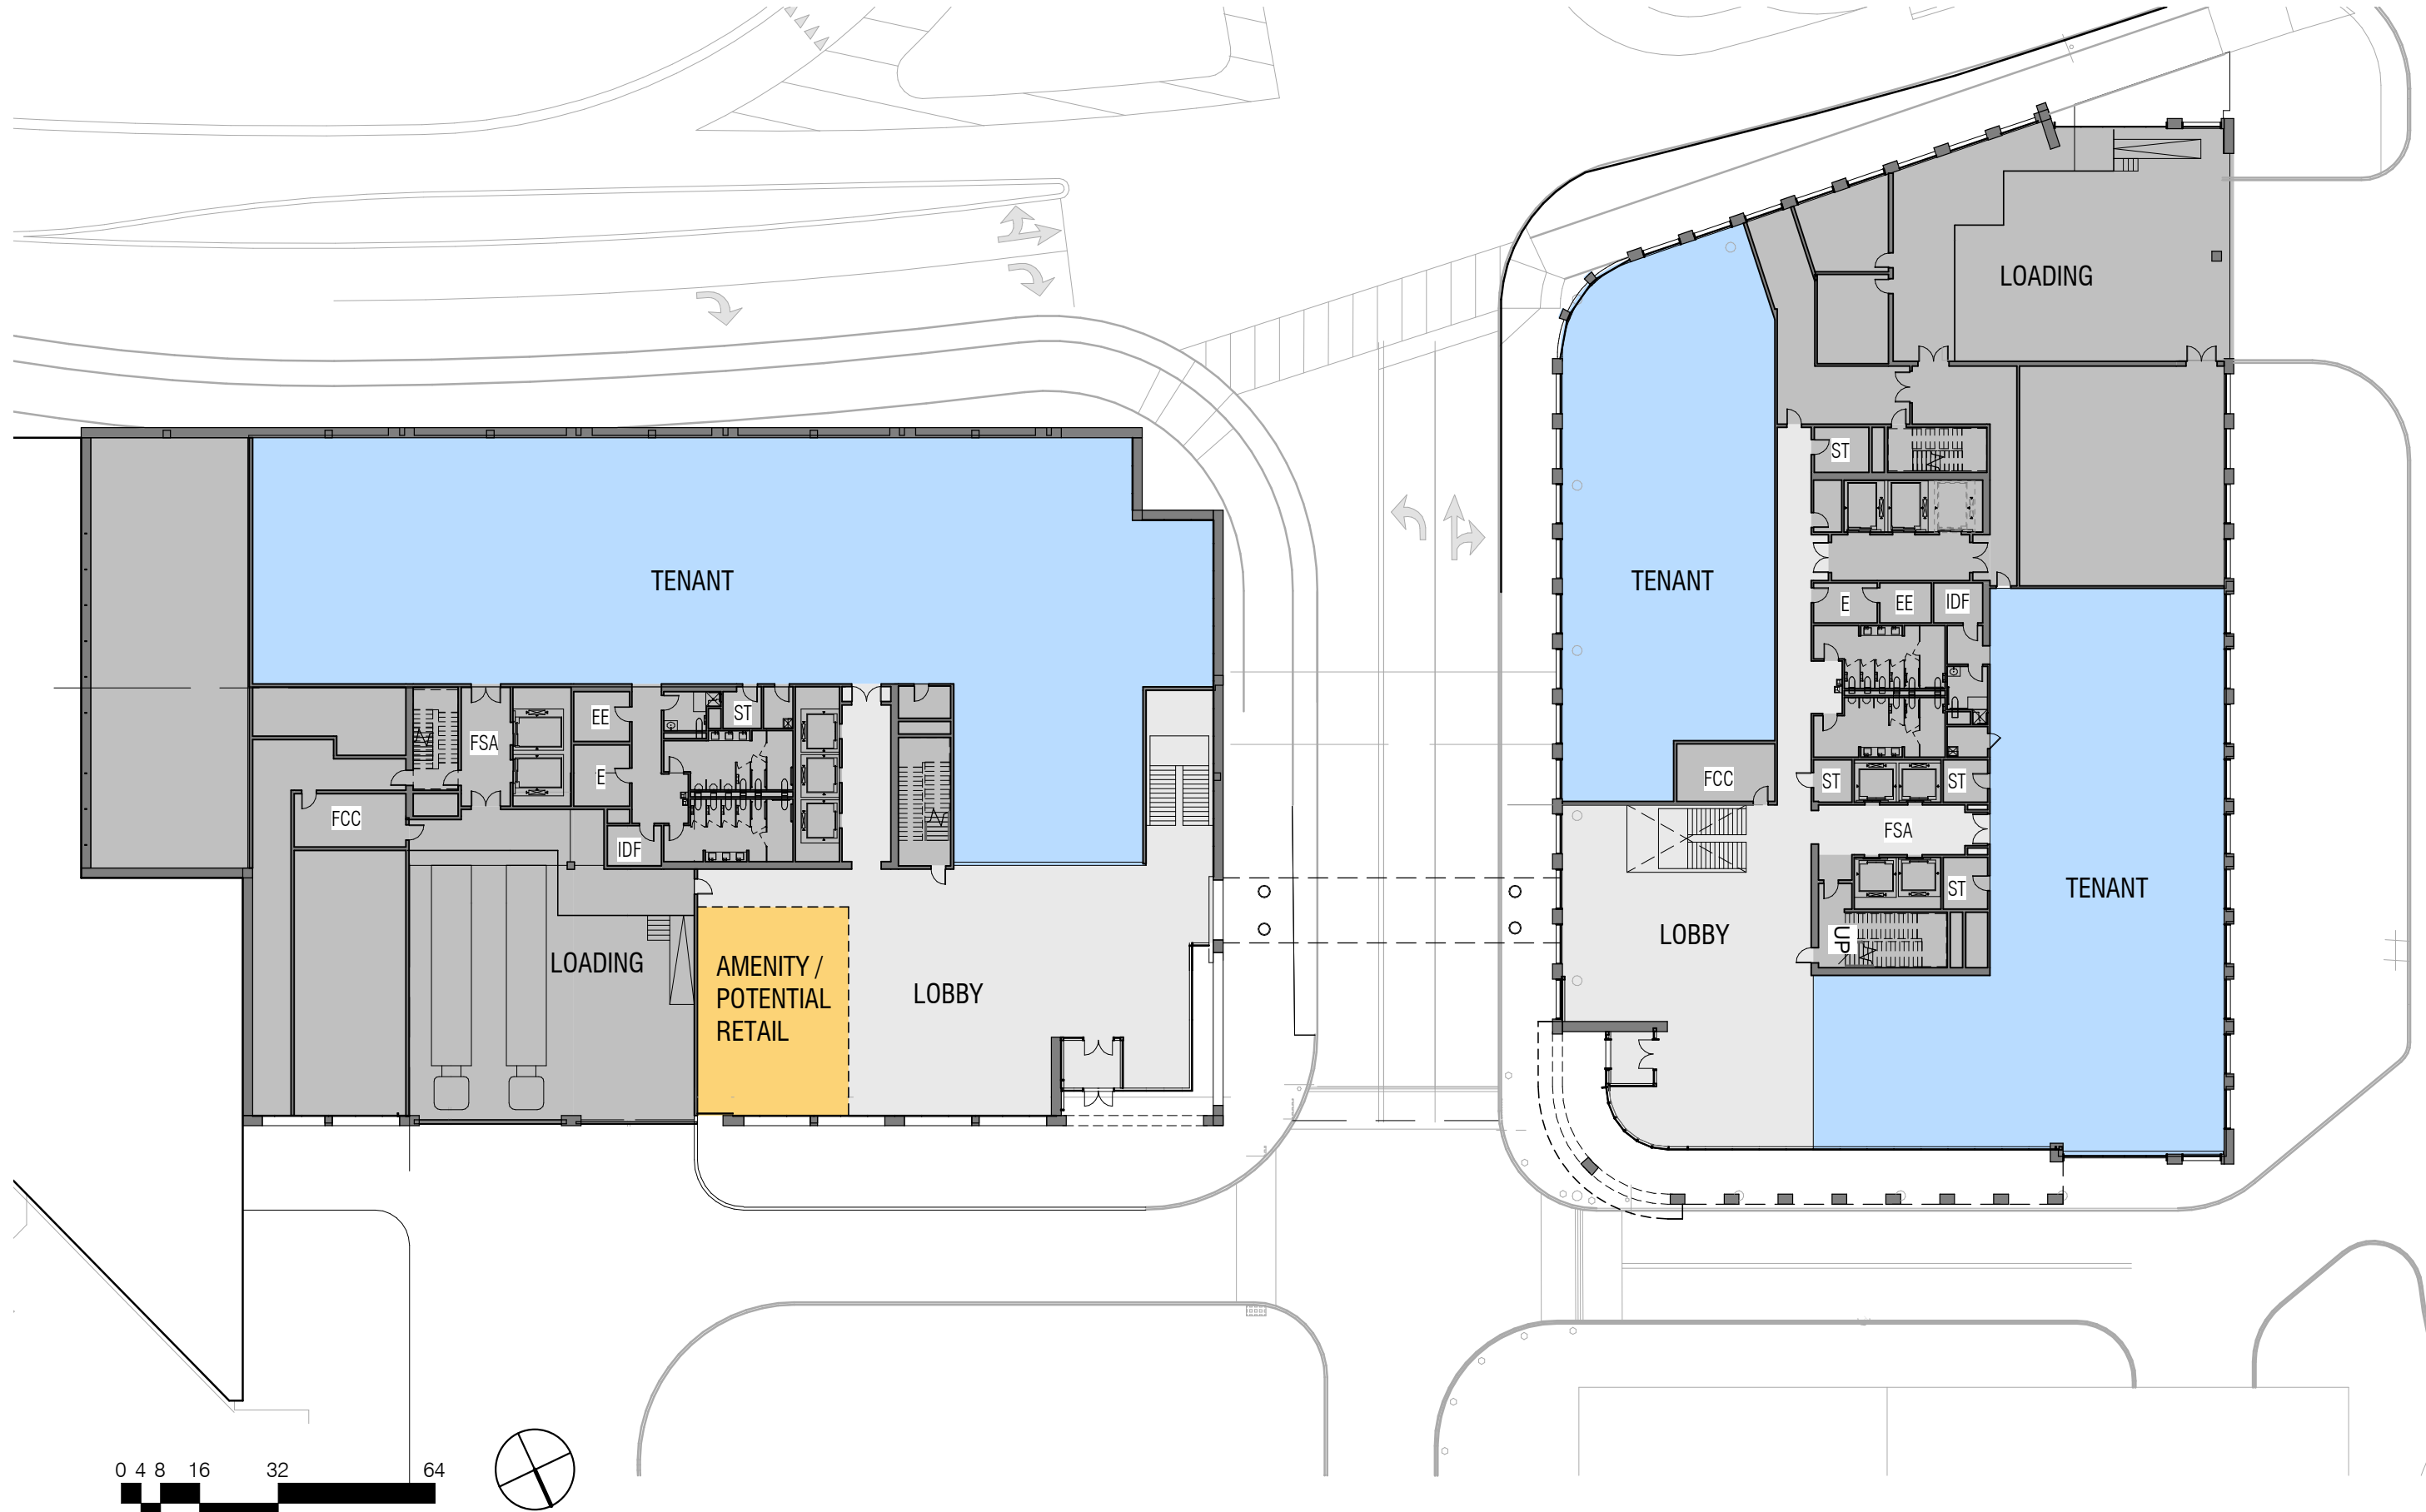 LOADING
ST
TENANT
TENANT
E
EE
IDF
EE
ST
FSA
E
FCC
IDF
FCC
ST
ST
FSA
TENANT
ST
LOBBY
UP
LOADING
AMENITY /
POTENTIAL
RETAIL
LOBBY
0 4 8 16 32 64